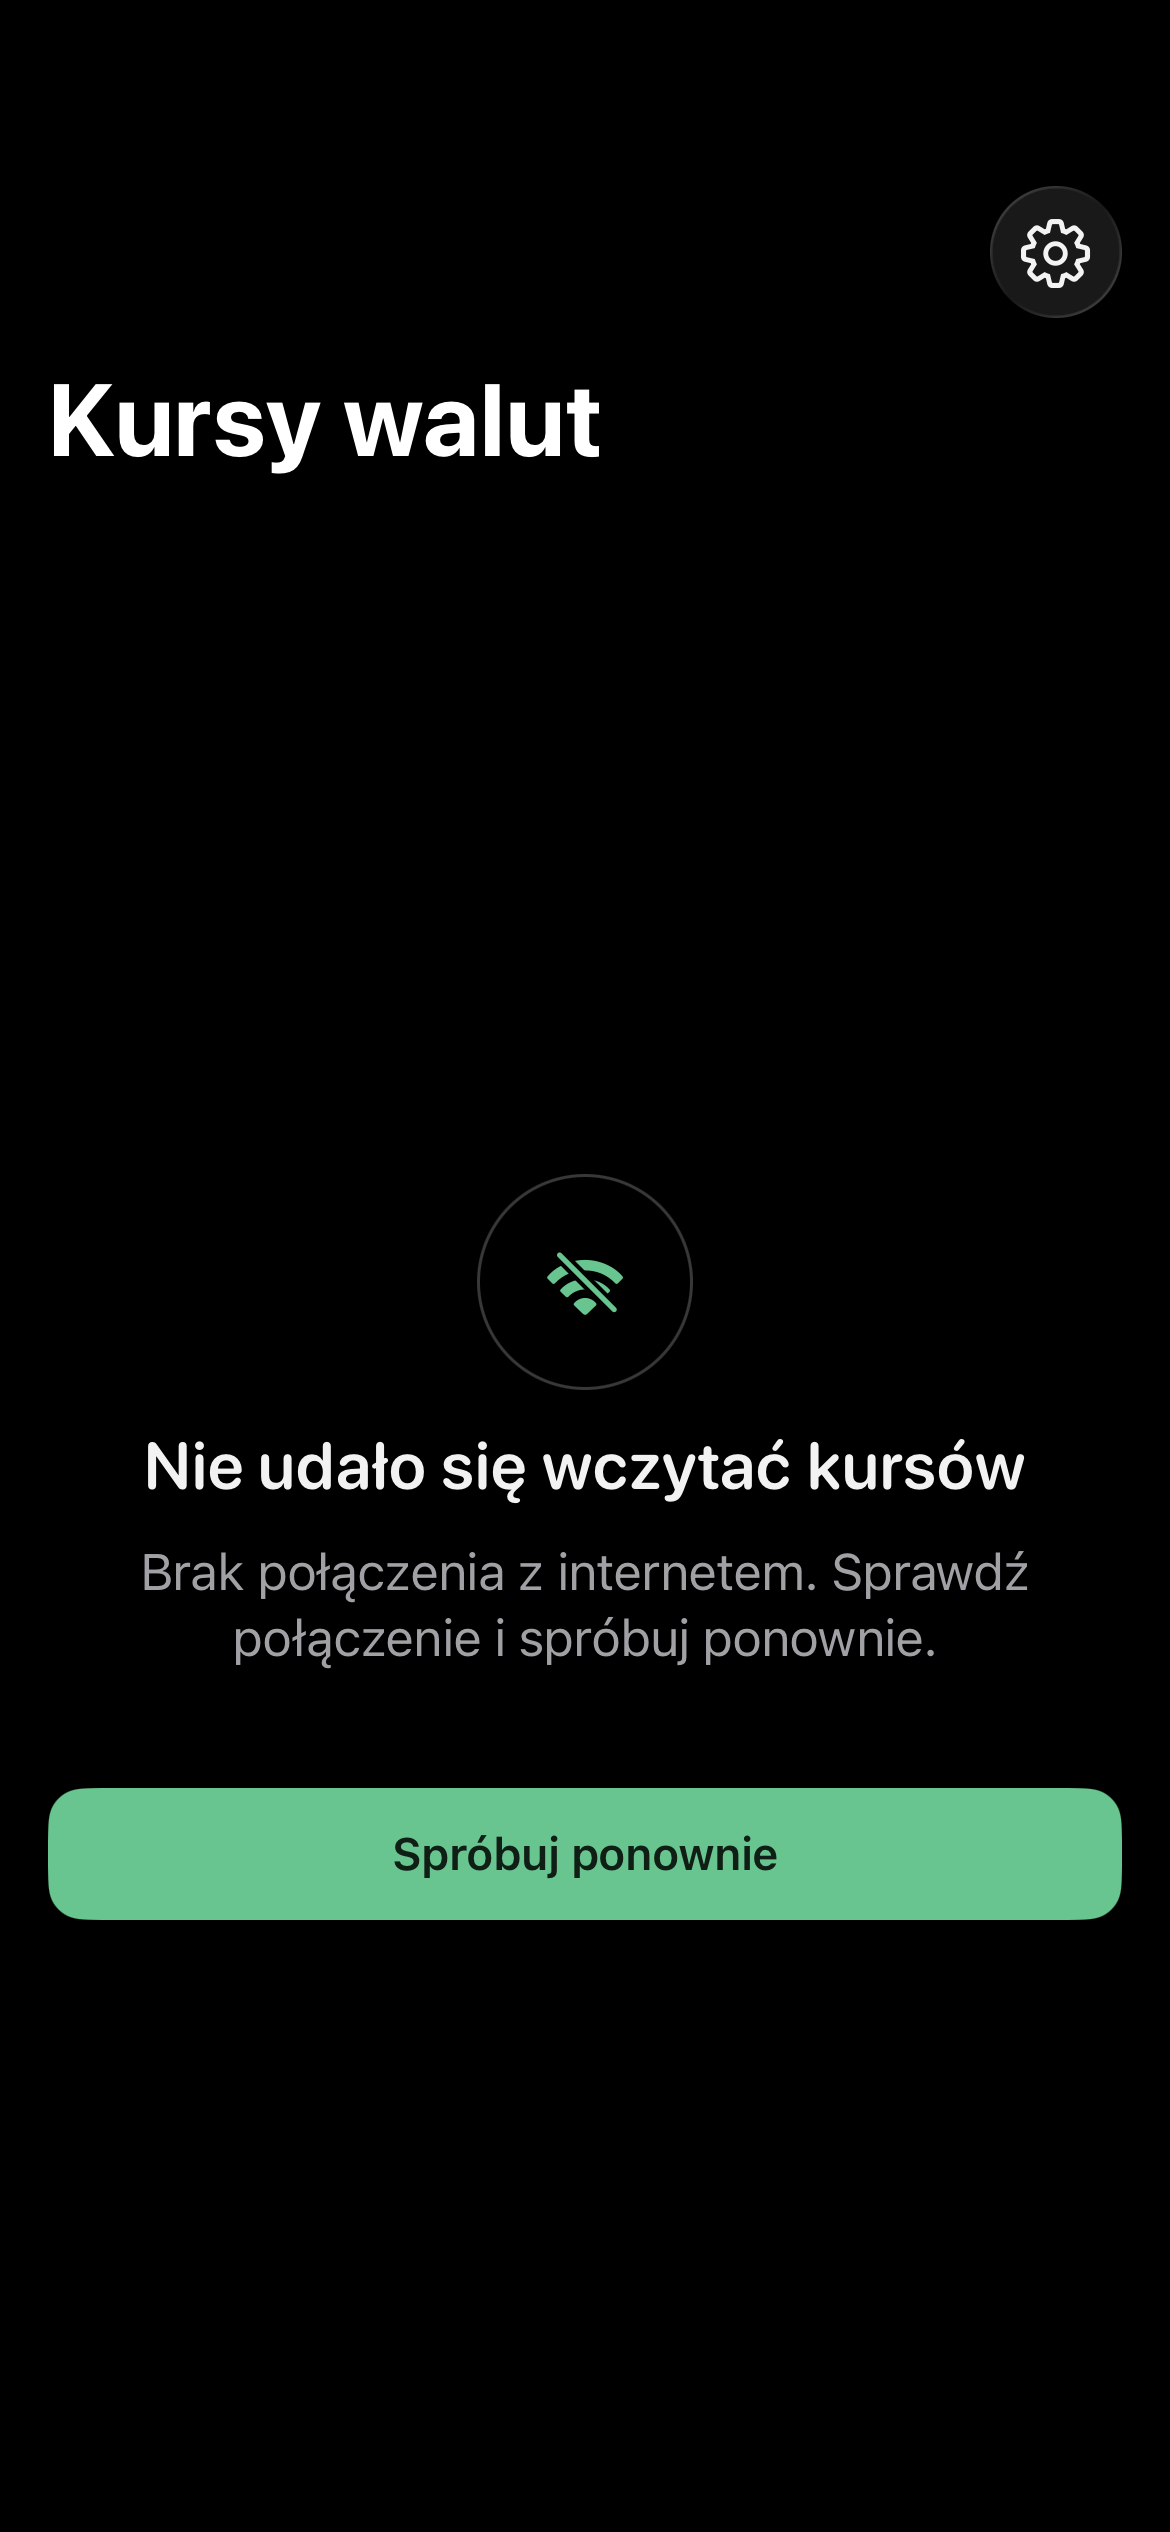 Kursy walut
Nie udało się wczytać kursów
Brak połączenia z internetem. Sprawdź
połączenie i spróbuj ponownie.
Spróbuj ponownie